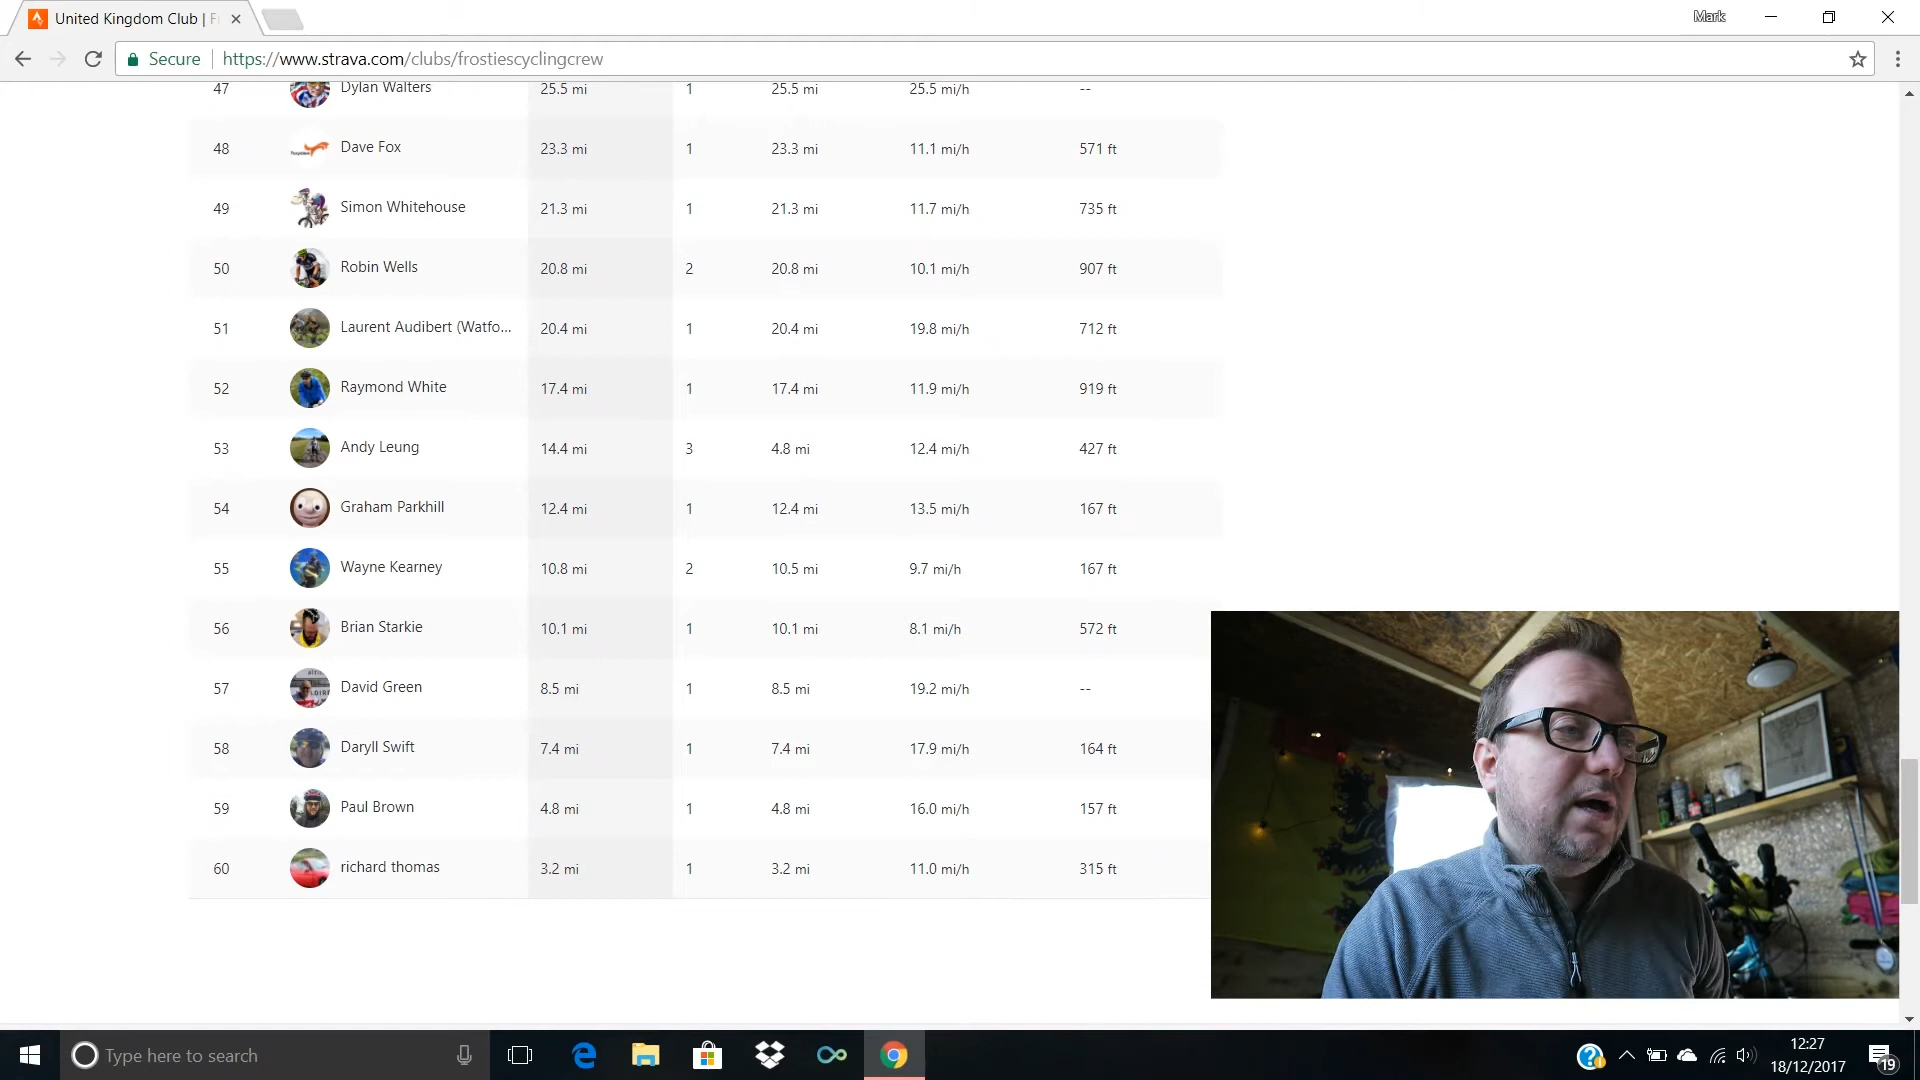 United Kingdom Club | F
Mark
Secure
https://www.strava.com/clubs/frostiescyclingcrew
47 Dylan Walters 25.5 mi 1 25.5 mi 25.5 mi/h --
48 Dave Fox 23.3 mi 1 23.3 mi 11.1 mi/h 571 ft
49 Simon Whitehouse 21.3 mi 1 21.3 mi 11.7 mi/h 735 ft
50 Robin Wells 20.8 mi 2 20.8 mi 10.1 mi/h 907 ft
51 Laurent Audibert (Watfo... 20.4 mi 1 20.4 mi 19.8 mi/h 712 ft
52 Raymond White 17.4 mi 1 17.4 mi 11.9 mi/h 919 ft
53 Andy Leung 14.4 mi 3 4.8 mi 12.4 mi/h 427 ft
54 Graham Parkhill 12.4 mi 1 12.4 mi 13.5 mi/h 167 ft
55 Wayne Kearney 10.8 mi 2 10.5 mi 9.7 mi/h 167 ft
56 Brian Starkie 10.1 mi 1 10.1 mi 8.1 mi/h 572 ft
57 David Green 8.5 mi 1 8.5 mi 19.2 mi/h --
58 Daryll Swift 7.4 mi 1 7.4 mi 17.9 mi/h 164 ft
59 Paul Brown 4.8 mi 1 4.8 mi 16.0 mi/h 157 ft
60 richard thomas 3.2 mi 1 3.2 mi 11.0 mi/h 315 ft
Type here to search
12:27
18/12/2017
19